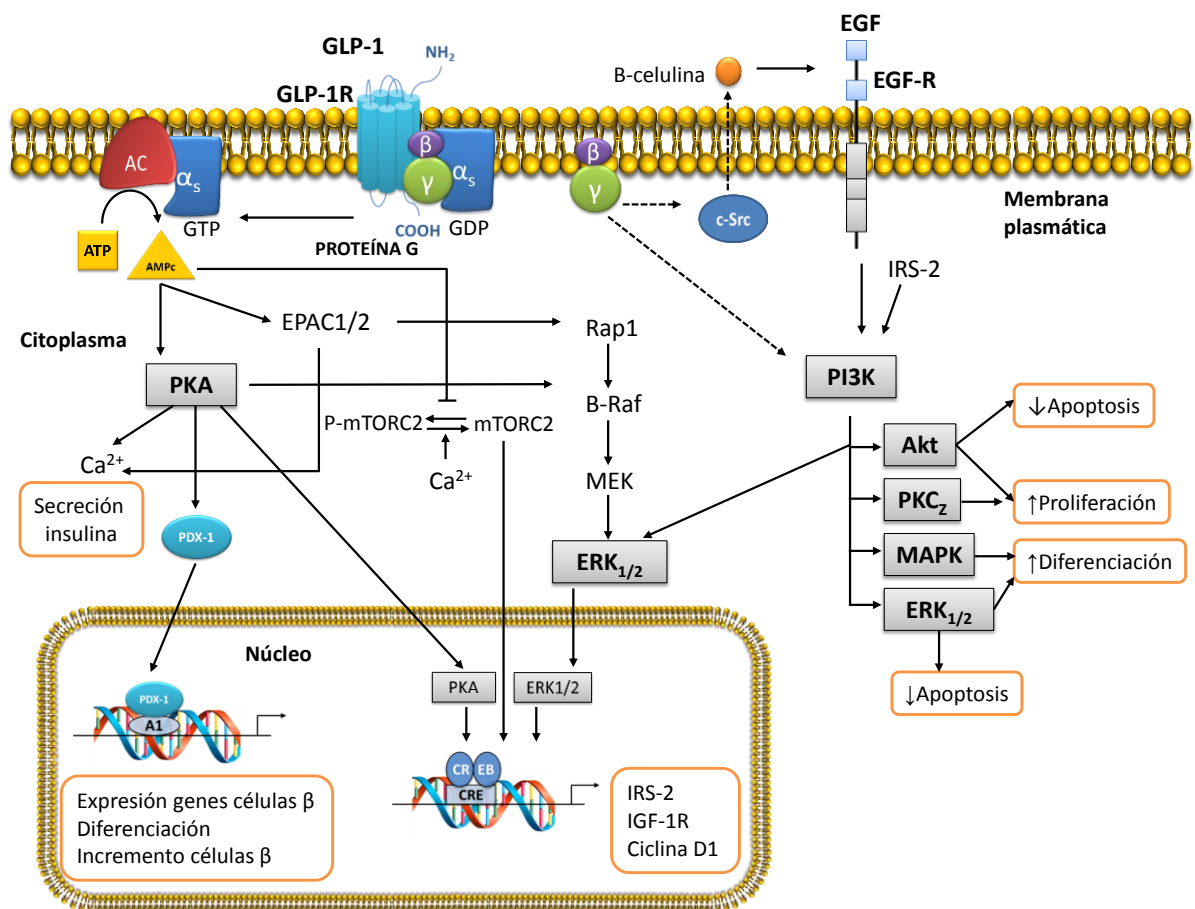 EGF
GLP-1
NH₂
B-celulina
EGF-R
GLP-1R
AC
αs
β
γ
αs
β
γ
GTP
COOH
GDP
c-Src
Membrana
plasmática
ATP
AMPc
PROTEÍNA G
IRS-2
EPAC1/2
Rap1
Citoplasma
PKA
PI3K
B-Raf
P-mTORC2
mTORC2
↓Apoptosis
Akt
Ca²⁺
Ca²⁺
MEK
PKCZ
↑Proliferación
Secreción
insulina
PDX-1
MAPK
↑Diferenciación
ERK1/2
ERK1/2
Núcleo
PKA
ERK1/2
↓Apoptosis
PDX-1
A1
CR
EB
CRE
Expresión genes células β
Diferenciación
Incremento células β
IRS-2
IGF-1R
Ciclina D1